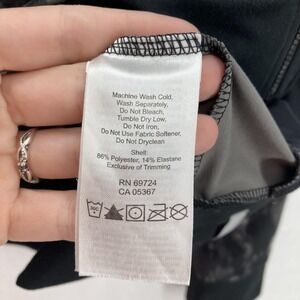 Machine Wash Cold,
Wash Separately,
Do Not Bleach,
Tumble Dry Low,
Do Not Iron,
Do Not Use Fabric Softener,
Do Not Dryclean
Shell:
86% Polyester, 14% Elastane
Exclusive of Trimming
RN 69724
CA 05367